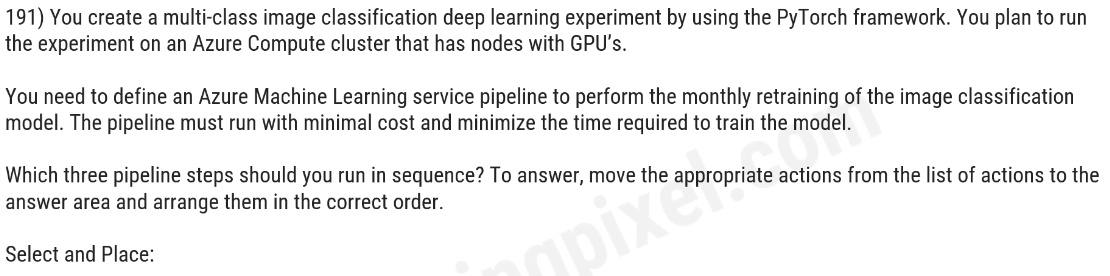 191) You create a multi-class image classification deep learning experiment by using the PyTorch framework. You plan to run
the experiment on an Azure Compute cluster that has nodes with GPU's.
You need to define an Azure Machine Learning service pipeline to perform the monthly retraining of the image classification
model. The pipeline must run with minimal cost and minimize the time required to train the model.
Which three pipeline steps should you run in sequence? To answer, move the appropriate actions from the list of actions to the
answer area and arrange them in the correct order.
Select and Place: